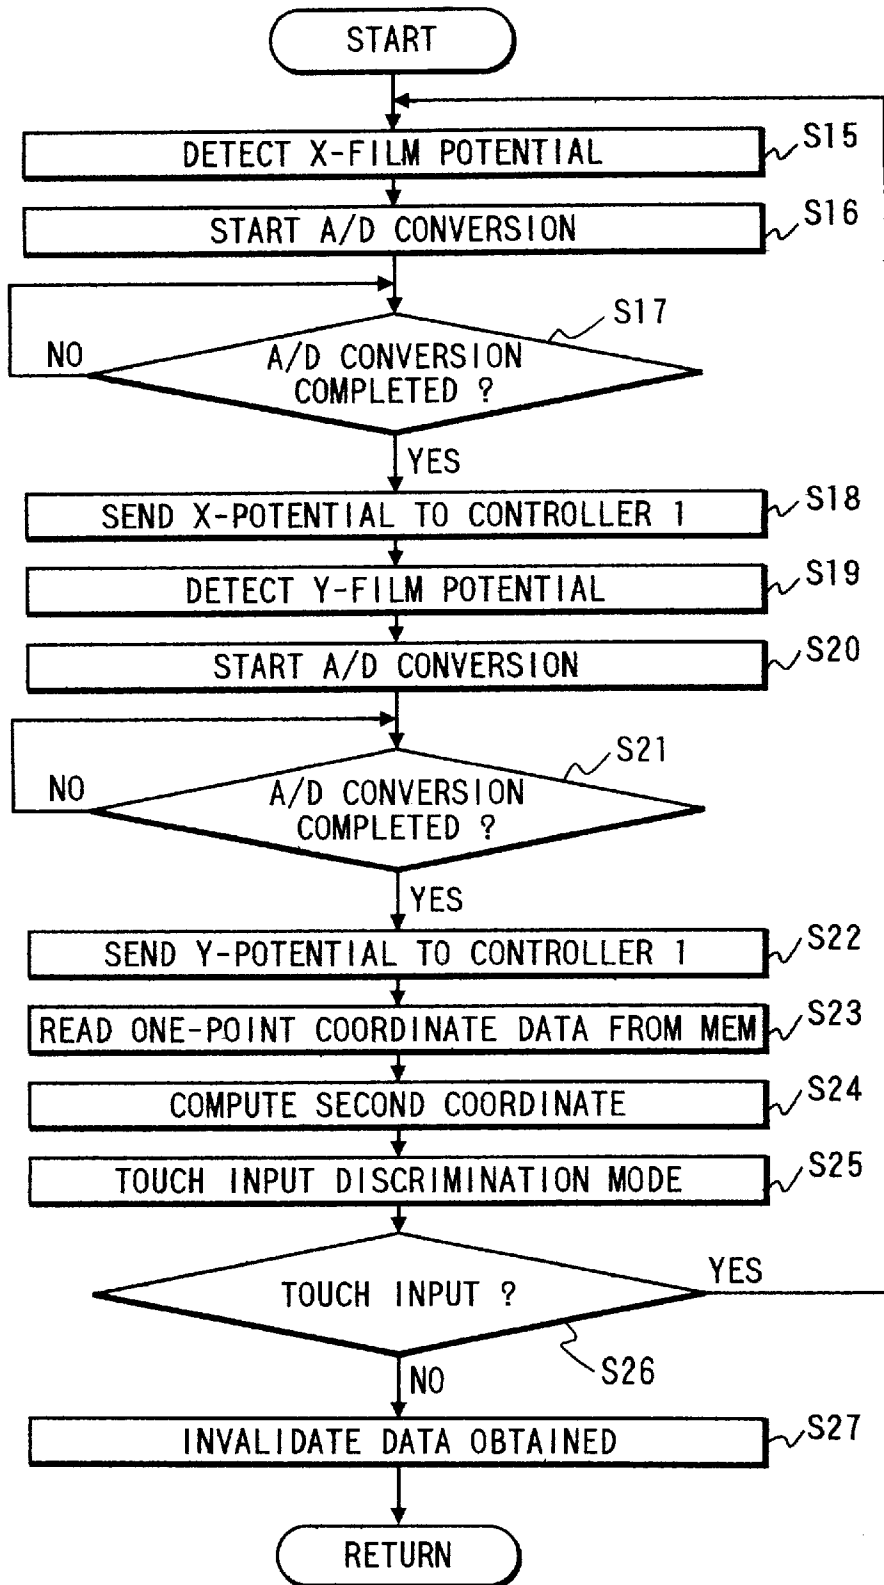 START
DETECT X-FILM POTENTIAL
S15
START A/D CONVERSION
S16
S17
NO
A/D CONVERSION
COMPLETED ?
YES
SEND X-POTENTIAL TO CONTROLLER 1
S18
DETECT Y-FILM POTENTIAL
S19
START A/D CONVERSION
S20
S21
NO
A/D CONVERSION
COMPLETED ?
YES
SEND Y-POTENTIAL TO CONTROLLER 1
S22
READ ONE-POINT COORDINATE DATA FROM MEM
S23
COMPUTE SECOND COORDINATE
S24
TOUCH INPUT DISCRIMINATION MODE
S25
TOUCH INPUT ?
YES
S26
NO
INVALIDATE DATA OBTAINED
S27
RETURN